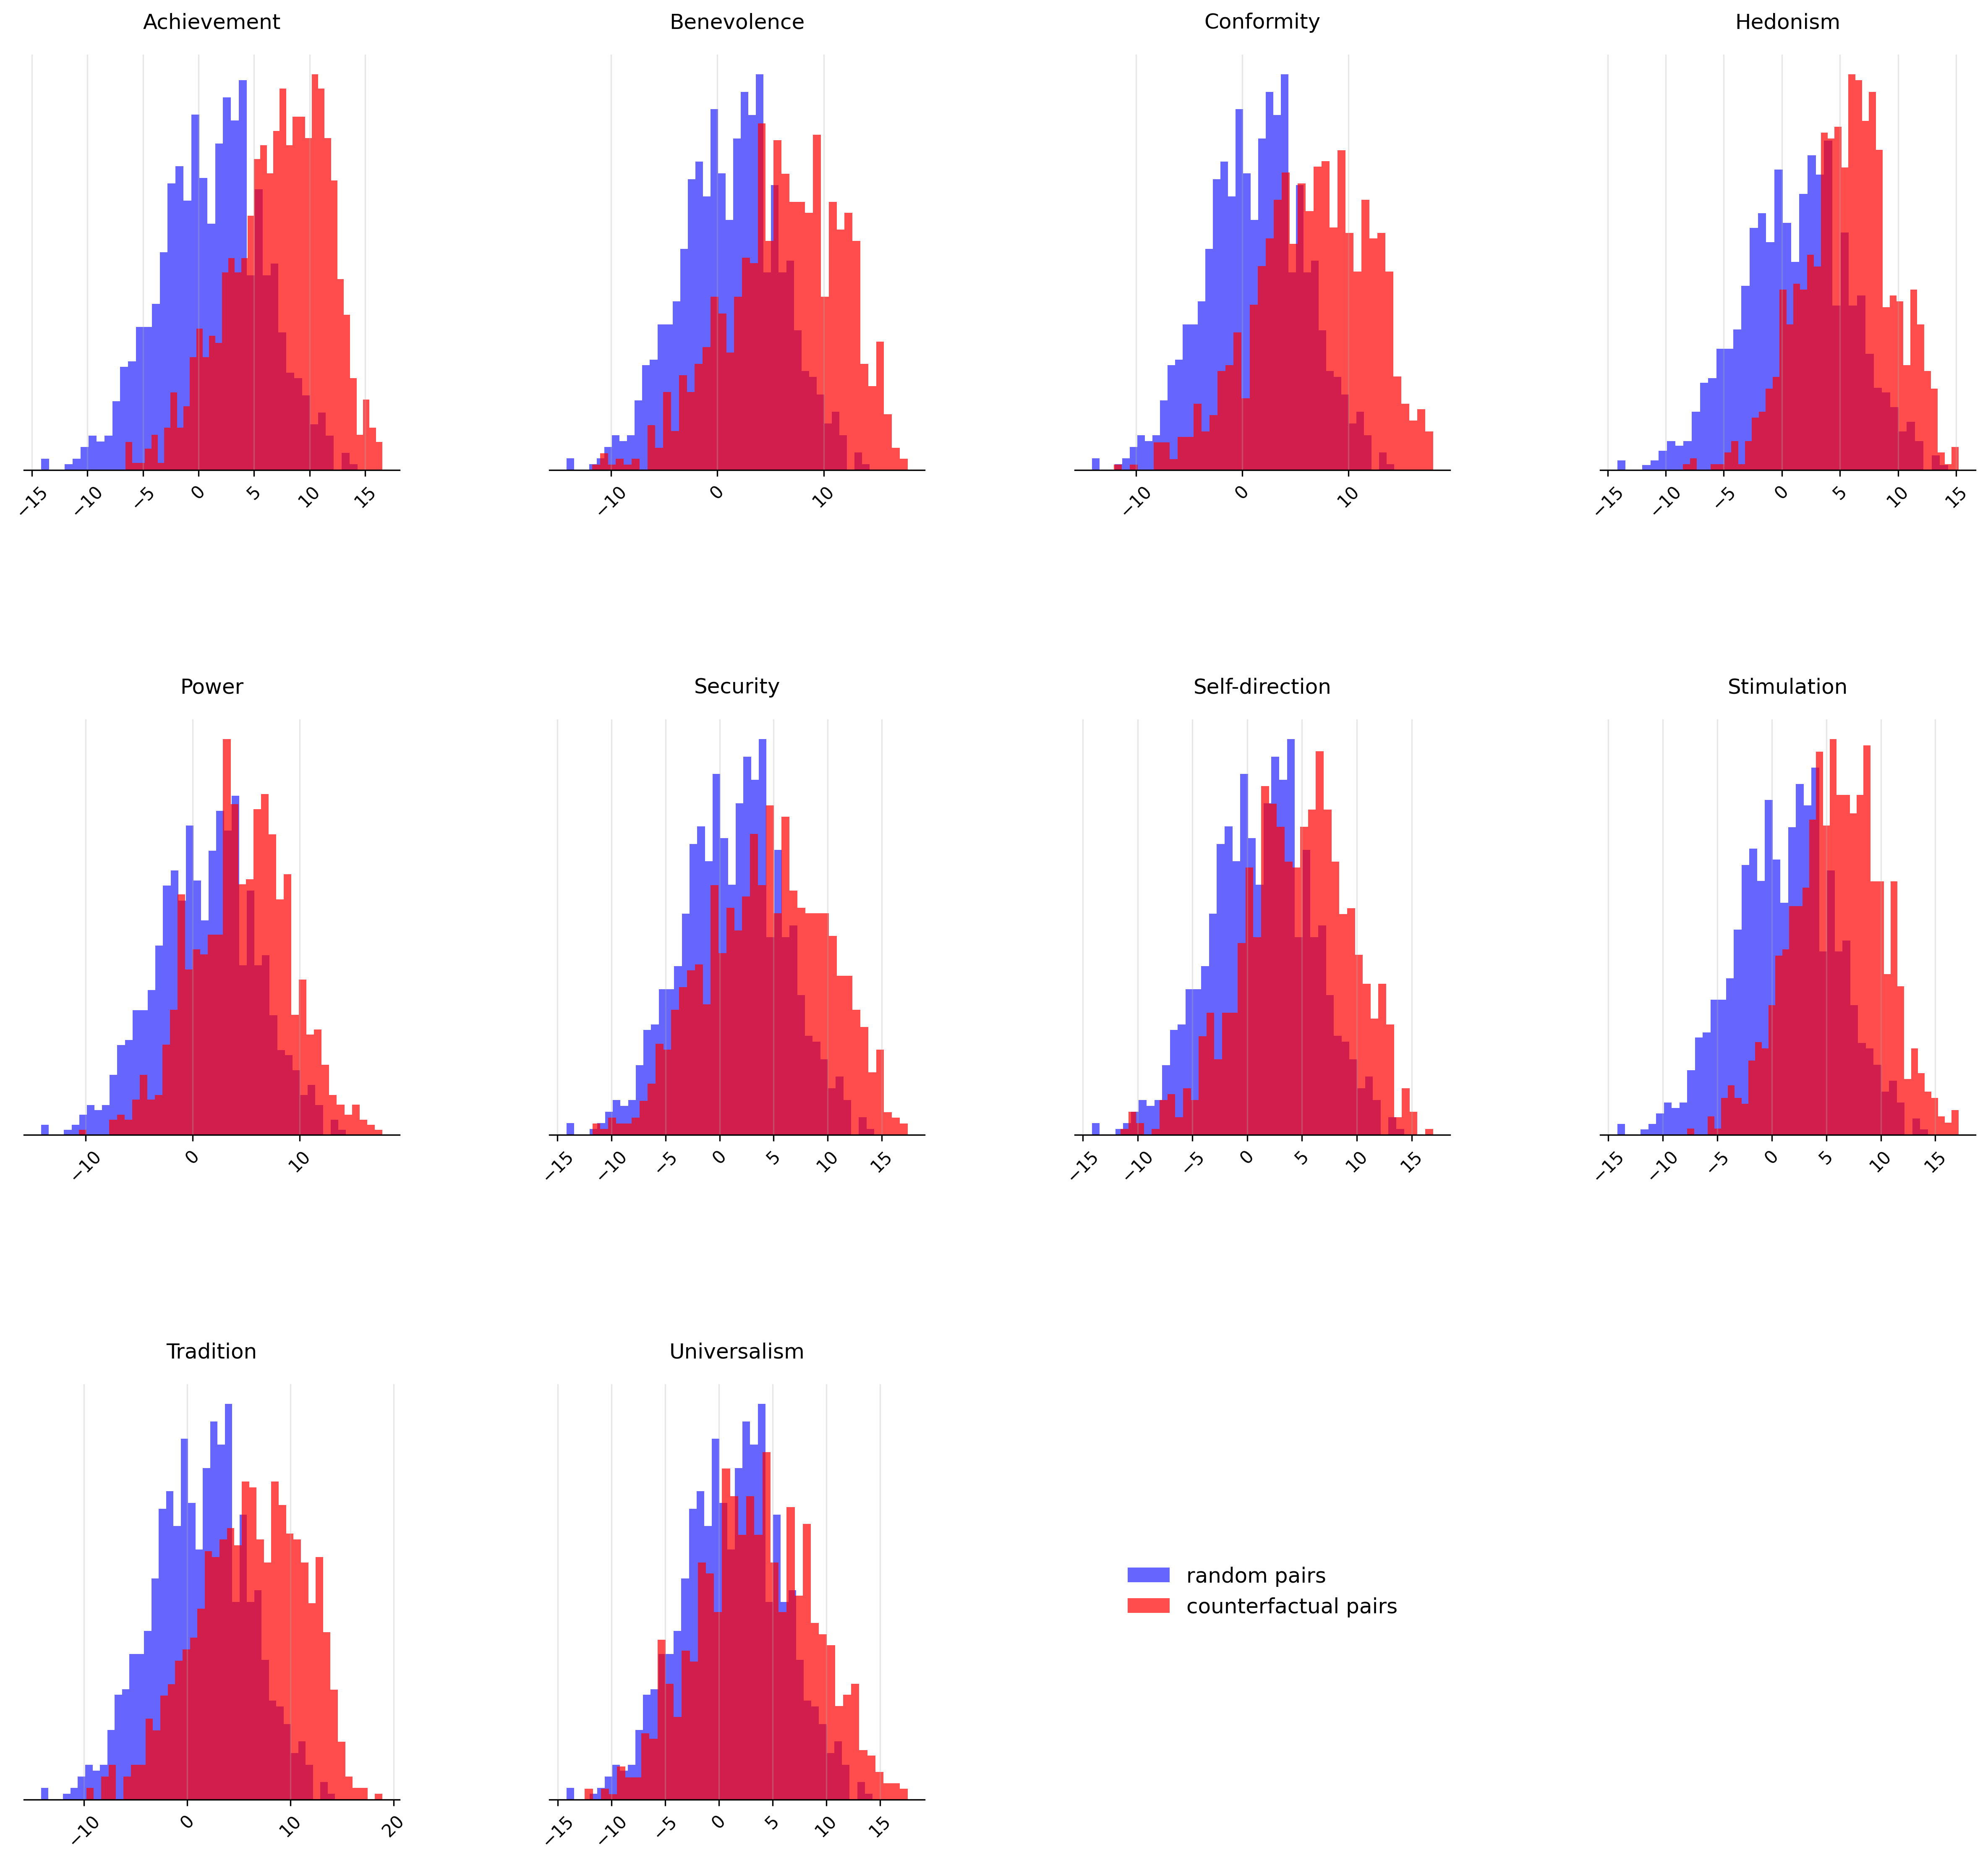 Achievement Benevolence Conformity Hedonism
−15 −10 −5 0 5 10 15 −10 0 10 −10 0 10 −15 −10 −5 0 5 10 15
Power Security Self-direction Stimulation
−10 0 10 −15 −10 −5 0 5 10 15 −15 −10 −5 0 5 10 15 −15 −10 −5 0 5 10 15
Tradition Universalism
random pairs
counterfactual pairs
−10 0 10 20 −15 −10 −5 0 5 10 15